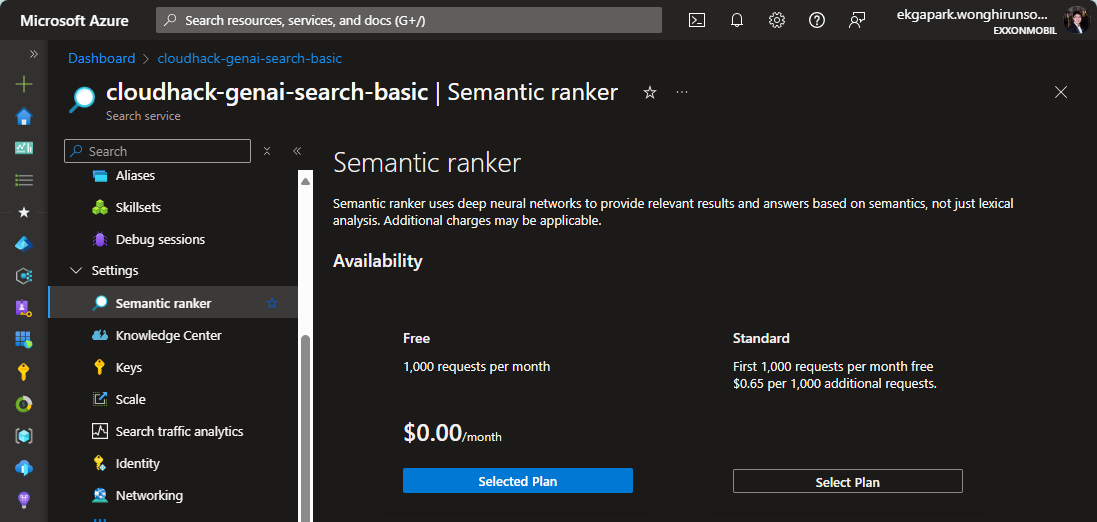 Microsoft Azure
Search resources, services, and docs (G+/)
ekgapark.wonghirunso...
EXXONMOBIL
Dashboard > cloudhack-genai-search-basic
cloudhack-genai-search-basic | Semantic ranker
Search service
Search
Aliases
Skillsets
Debug sessions
Settings
Semantic ranker
Knowledge Center
Keys
Scale
Search traffic analytics
Identity
Networking
Semantic ranker
Semantic ranker uses deep neural networks to provide relevant results and answers based on semantics, not just lexical
analysis. Additional charges may be applicable.
Availability
Free
1,000 requests per month
$0.00/month
Selected Plan
Standard
First 1,000 requests per month free
$0.65 per 1,000 additional requests.
Select Plan